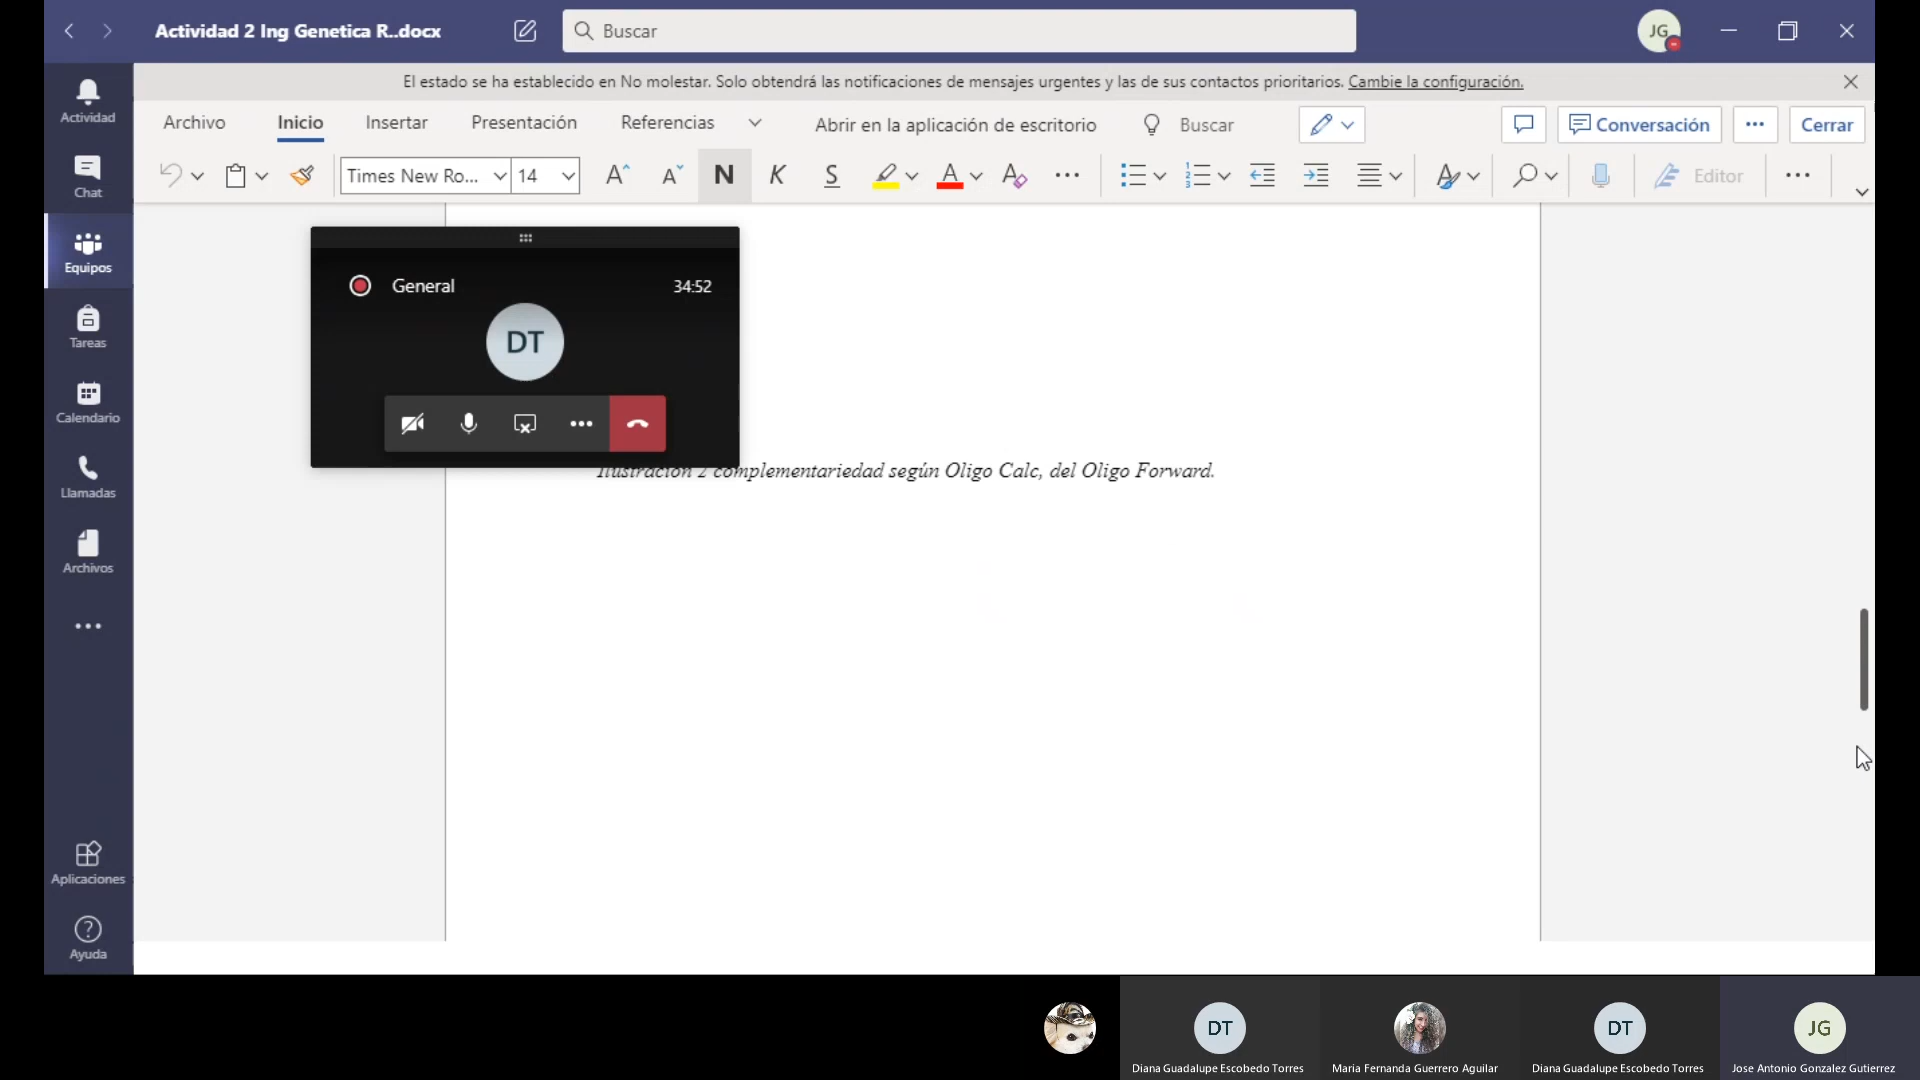 Actividad 2 Ing Genetica R..docx
Buscar
JG
El estado se ha establecido en No molestar. Solo obtendrá las notificaciones de mensajes urgentes y las de sus contactos prioritarios. Cambie la configuración.
Actividad
Chat
Equipos
Tareas
Calendario
Llamadas
Archivos
Aplicaciones
Ayuda
Archivo Inicio Insertar Presentación Referencias Abrir en la aplicación de escritorio Buscar Conversación Cerrar
Times New Ro... 14 N K S A Editor
General 34:52
DT
Ilustración 2 complementariedad según Oligo Calc, del Oligo Forward.
DT DT JG
Diana Guadalupe Escobedo Torres Maria Fernanda Guerrero Aguilar Diana Guadalupe Escobedo Torres Jose Antonio Gonzalez Gutierrez